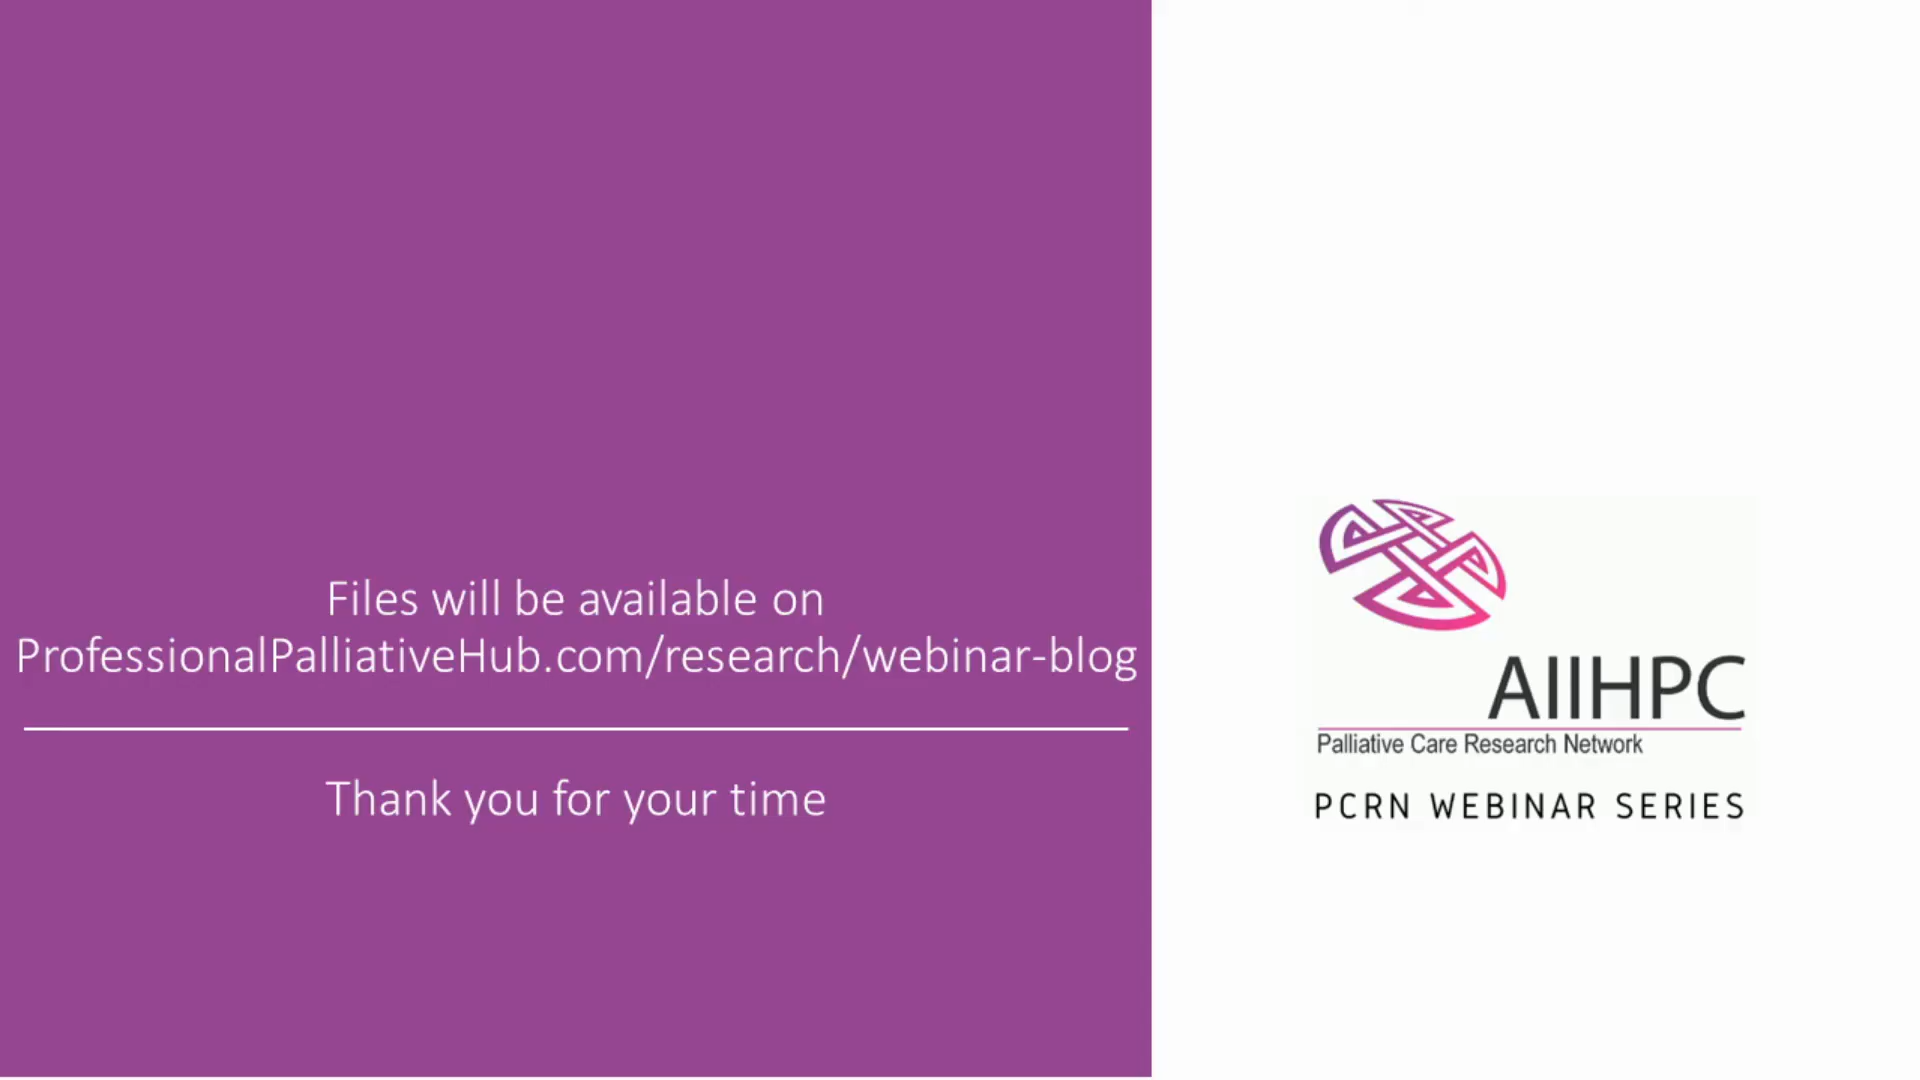 Files will be available on
ProfessionalPalliativeHub.com/research/webinar-blog
Thank you for your time
AIIHPC
Palliative Care Research Network
PCRN WEBINAR SERIES